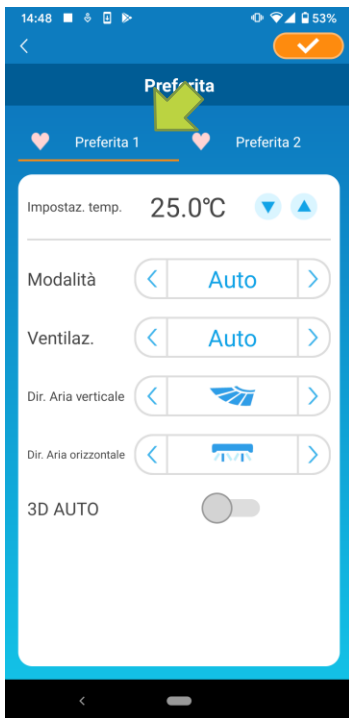 14:48 53%
Preferita
Preferita 1 Preferita 2
Impostaz. temp. 25.0°C
Modalità Auto
Ventilaz. Auto
Dir. Aria verticale
Dir. Aria orizzontale
3D AUTO